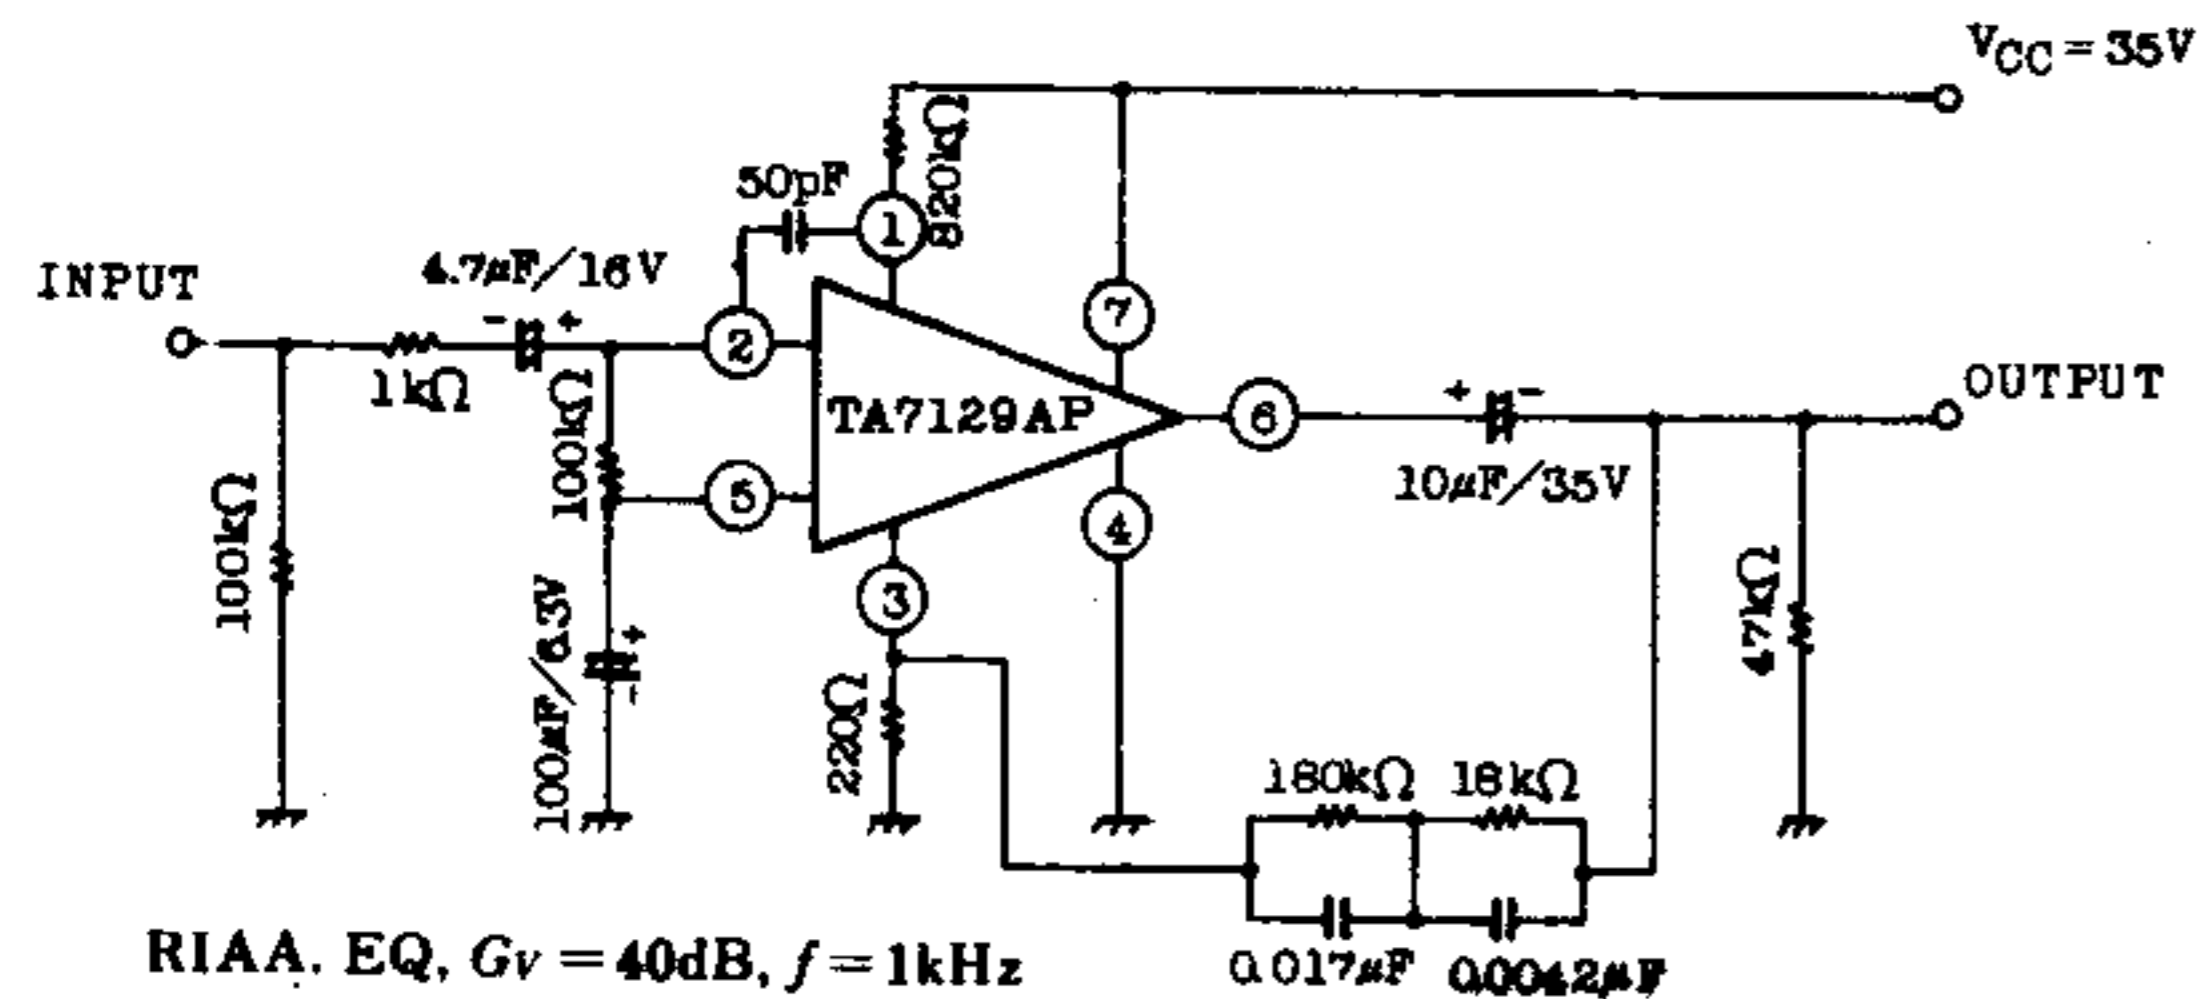 VCC=35V
820kΩ
50pF
1
4.7μF/16V
INPUT
- +
7
2
1kΩ
100kΩ
TA7129AP
6
+ -
OUTPUT
10μF/35V
5
4
100kΩ
3
47kΩ
100μF/6.3V
+
-
220Ω
180kΩ 18kΩ
0.017μF 0.0042μF
RIAA. EQ, GV=40dB, f=1kHz